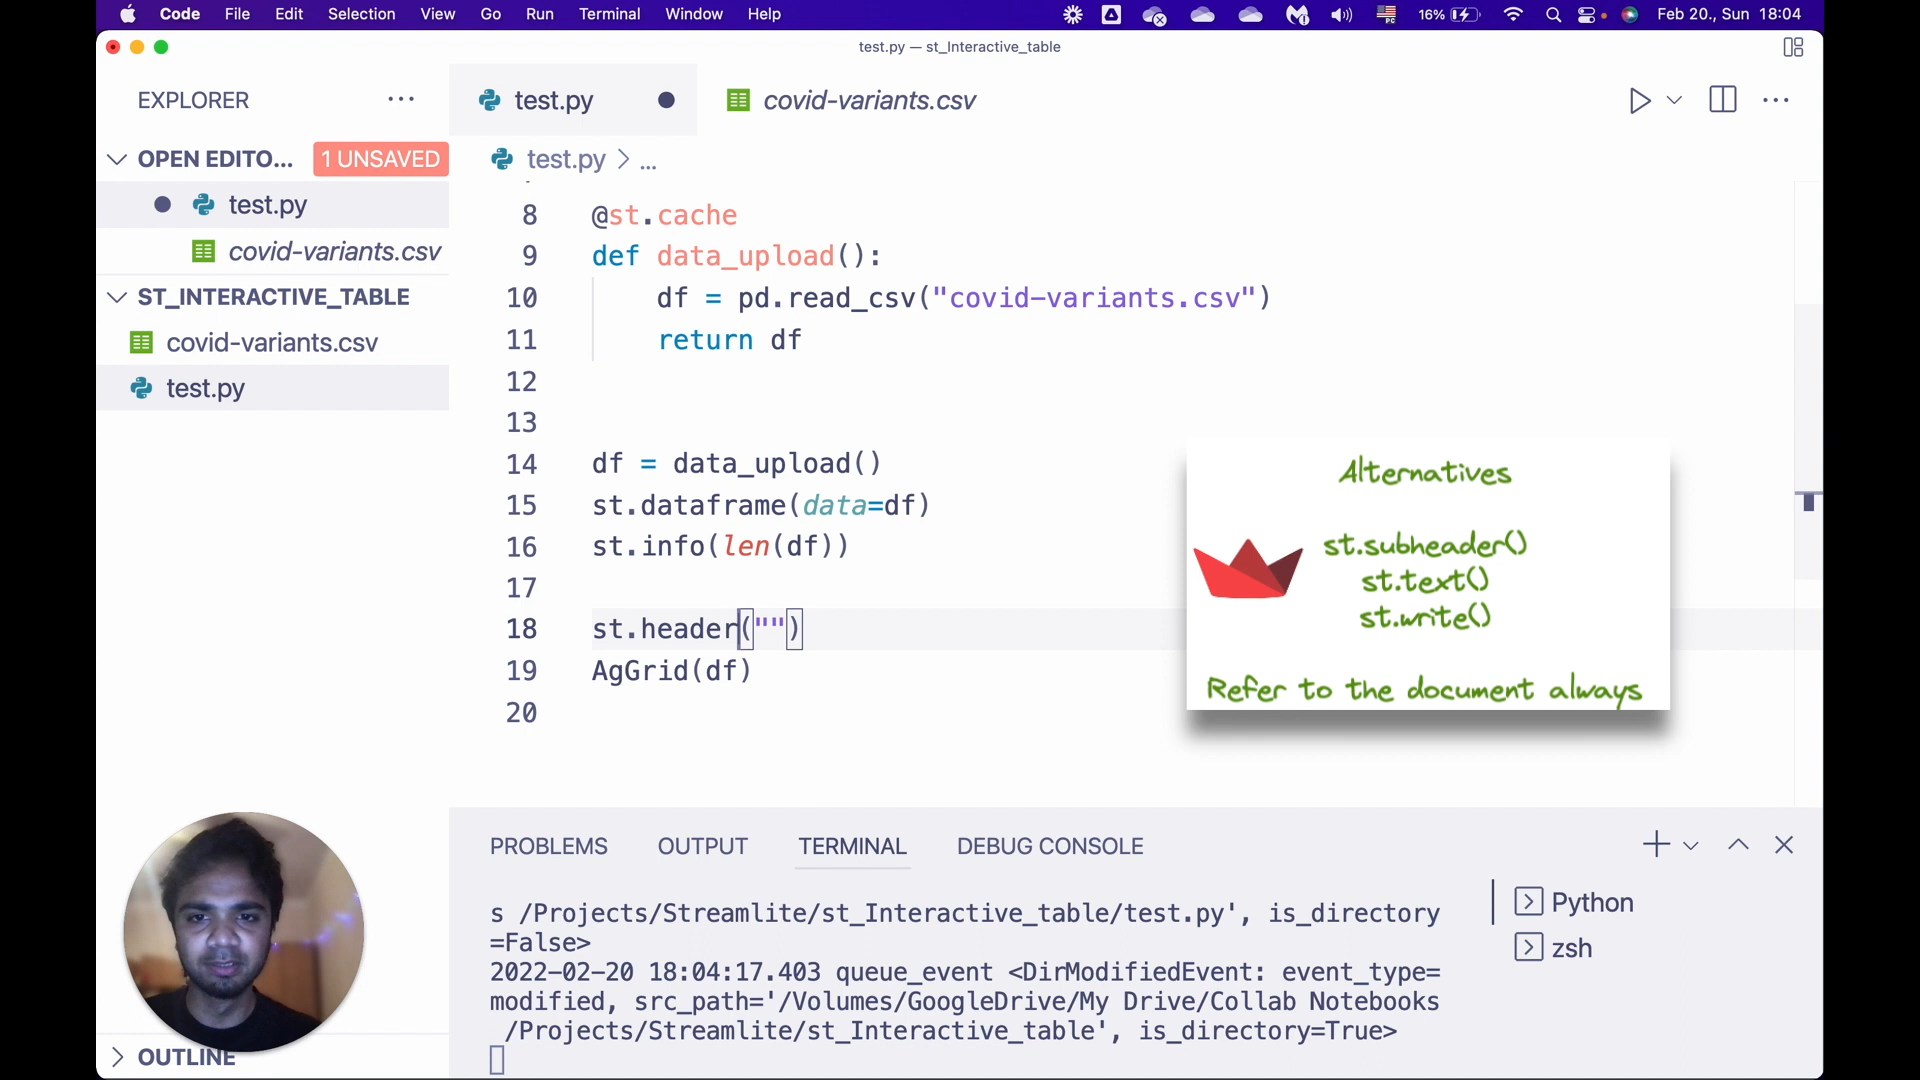 Code File Edit Selection View Go Run Terminal Window Help
PC 16% Feb 20., Sun 18:04
test.py — st_Interactive_table
EXPLORER
test.py
covid-variants.csv
OPEN EDITO... 1 UNSAVED
test.py > ...
test.py
covid-variants.csv
ST_INTERACTIVE_TABLE
covid-variants.csv
test.py
8 @st.cache
9 def data_upload():
10 df = pd.read_csv("covid-variants.csv")
11 return df
12
13
14 df = data_upload()
15 st.dataframe(data=df)
16 st.info(len(df))
17
18 st.header("")
19 AgGrid(df)
20
Alternatives
st.subheader()
st.text()
st.write()
Refer to the document always
PROBLEMS OUTPUT TERMINAL DEBUG CONSOLE
s /Projects/Streamlite/st_Interactive_table/test.py', is_directory
=False>
2022-02-20 18:04:17.403 queue_event <DirModifiedEvent: event_type=
modified, src_path='/Volumes/GoogleDrive/My Drive/Collab Notebooks
/Projects/Streamlite/st_Interactive_table', is_directory=True>
Python
zsh
OUTLINE